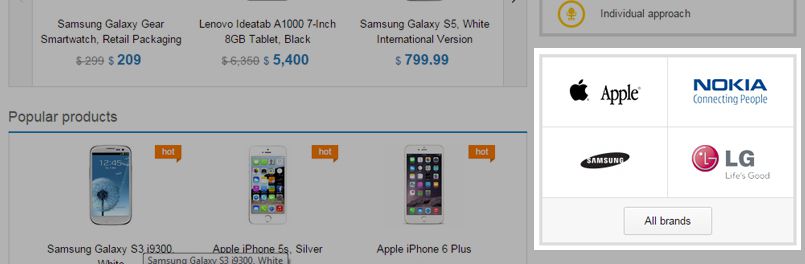 Samsung Galaxy Gear
Smartwatch, Retail Packaging
$ 299 $ 209
Lenovo Ideatab A1000 7-Inch
8GB Tablet, Black
$ 6,350 $ 5,400
Samsung Galaxy S5, White
International Version
$ 799.99
Individual approach
Popular products
hot
hot
hot
Samsung Galaxy S3 i9300,
White
Apple iPhone 5s, Silver
Apple iPhone 6 Plus
Samsung Galaxy S3 i9300, White
Apple
NOKIA
Connecting People
SAMSUNG
LG
Life's Good
All brands